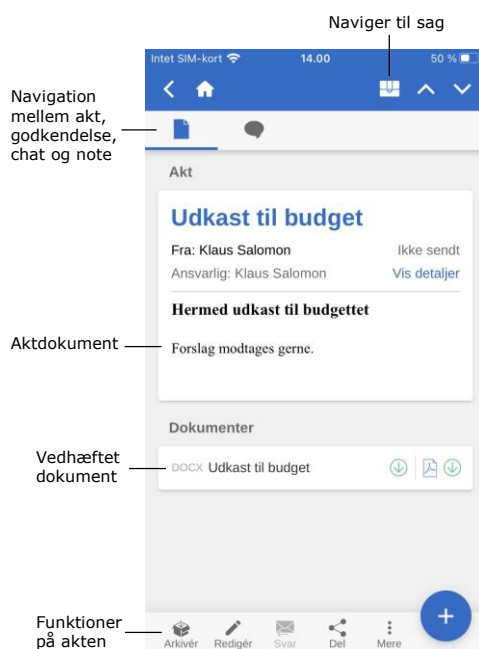 Naviger til sag
Intet SIM-kort 14.00 50 %
Navigation
mellem akt,
godkendelse,
chat og note
Akt
Udkast til budget
Fra: Klaus Salomon Ikke sendt
Ansvarlig: Klaus Salomon Vis detaljer
Hermed udkast til budgettet
Aktdokument
Forslag modtages gerne.
Dokumenter
Vedhæftet
dokument
DOCX Udkast til budget
Funktioner
på akten
Arkivér Redigér Svar Del Mere